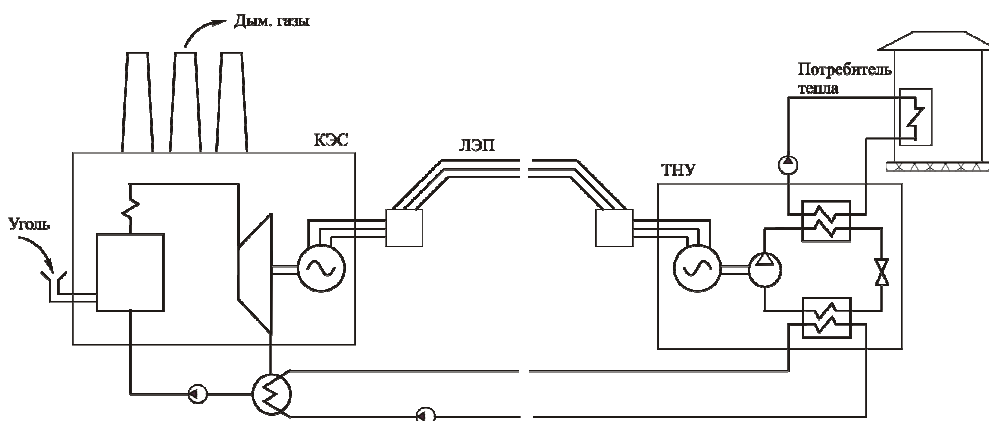 Дым. газы
Потребитель
тепла
КЭС
ЛЭП
ТНУ
Уголь